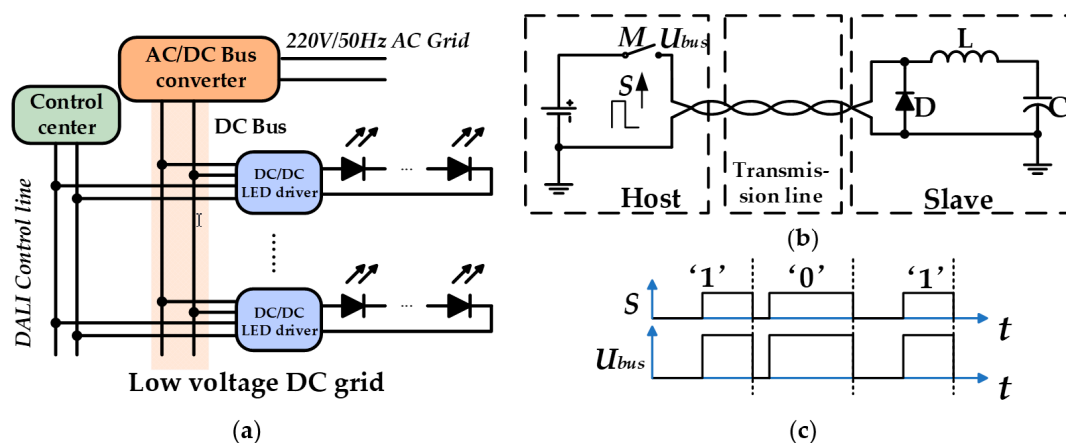 220V/50Hz AC Grid
AC/DC Bus
converter
Control
center
DC Bus
DC/DC
LED driver
...
DALI Control line
DC/DC
LED driver
...
Low voltage DC grid
(a)
M
Ubus
S
+
Host
Transmis-
sion line
L
D
C
Slave
(b)
‘1’ ‘0’ ‘1’
S
t
Ubus
t
(c)